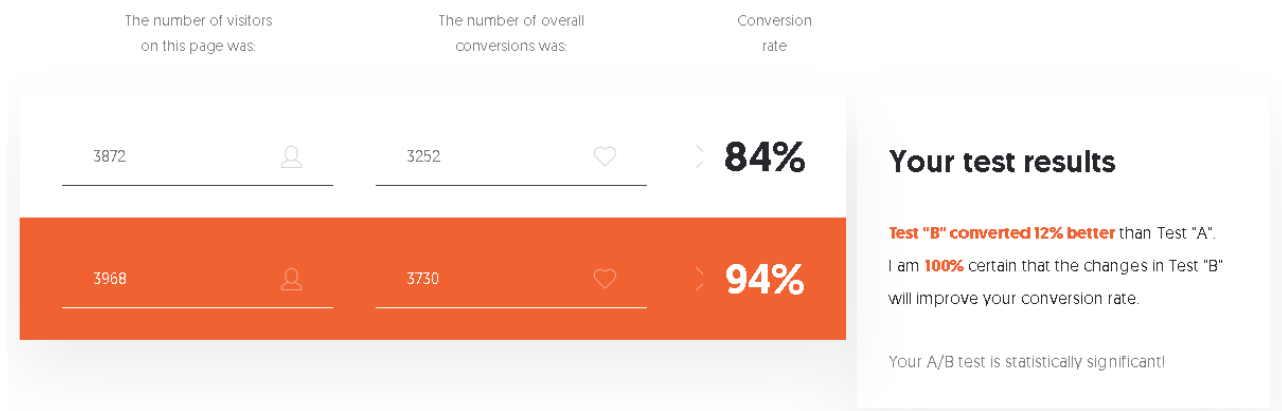 The number of visitors
on this page was:
The number of overall
conversions was:
Conversion
rate
3872
3252
84%
3968
3730
94%
Your test results
Test "B" converted 12% better than Test "A".
I am 100% certain that the changes in Test "B"
will improve your conversion rate.
Your A/B test is statistically significant!